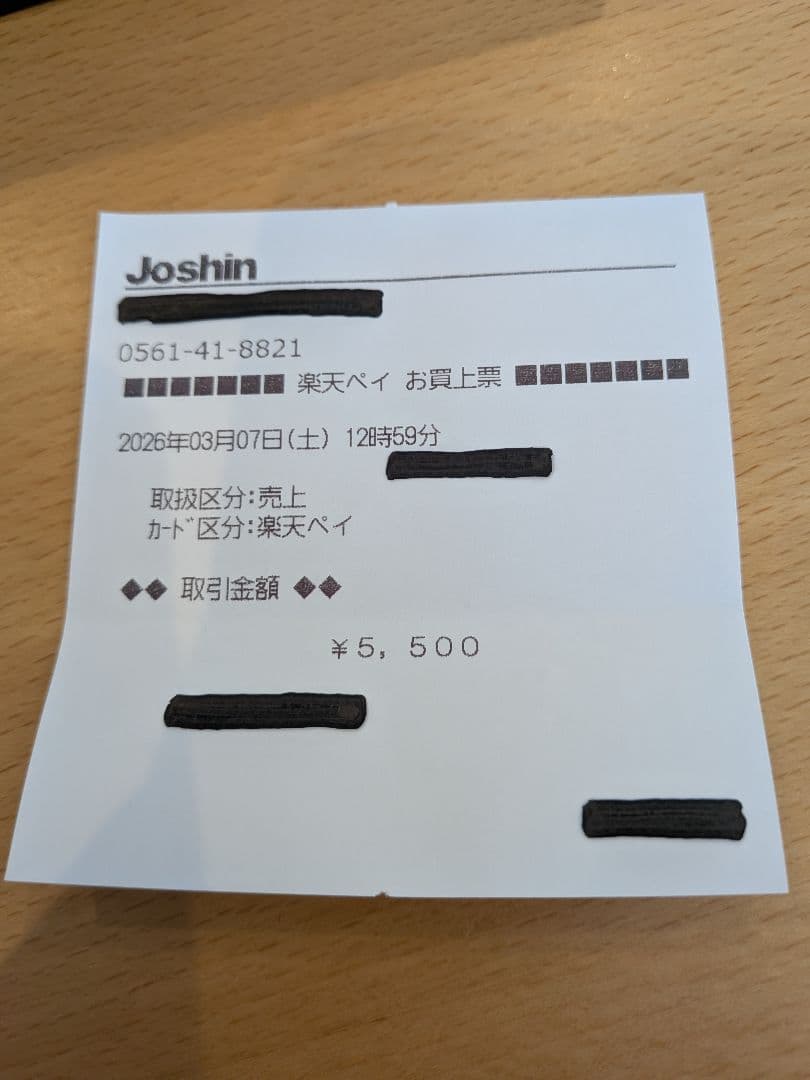 Joshin
0561-41-8821
■■■■■■■ 楽天ペイ お買上票 ■■■■■■■
2026年03月07日(土) 12時59分
取扱区分:売上
カード区分:楽天ペイ
◆◆ 取引金額 ◆◆
¥5, 500